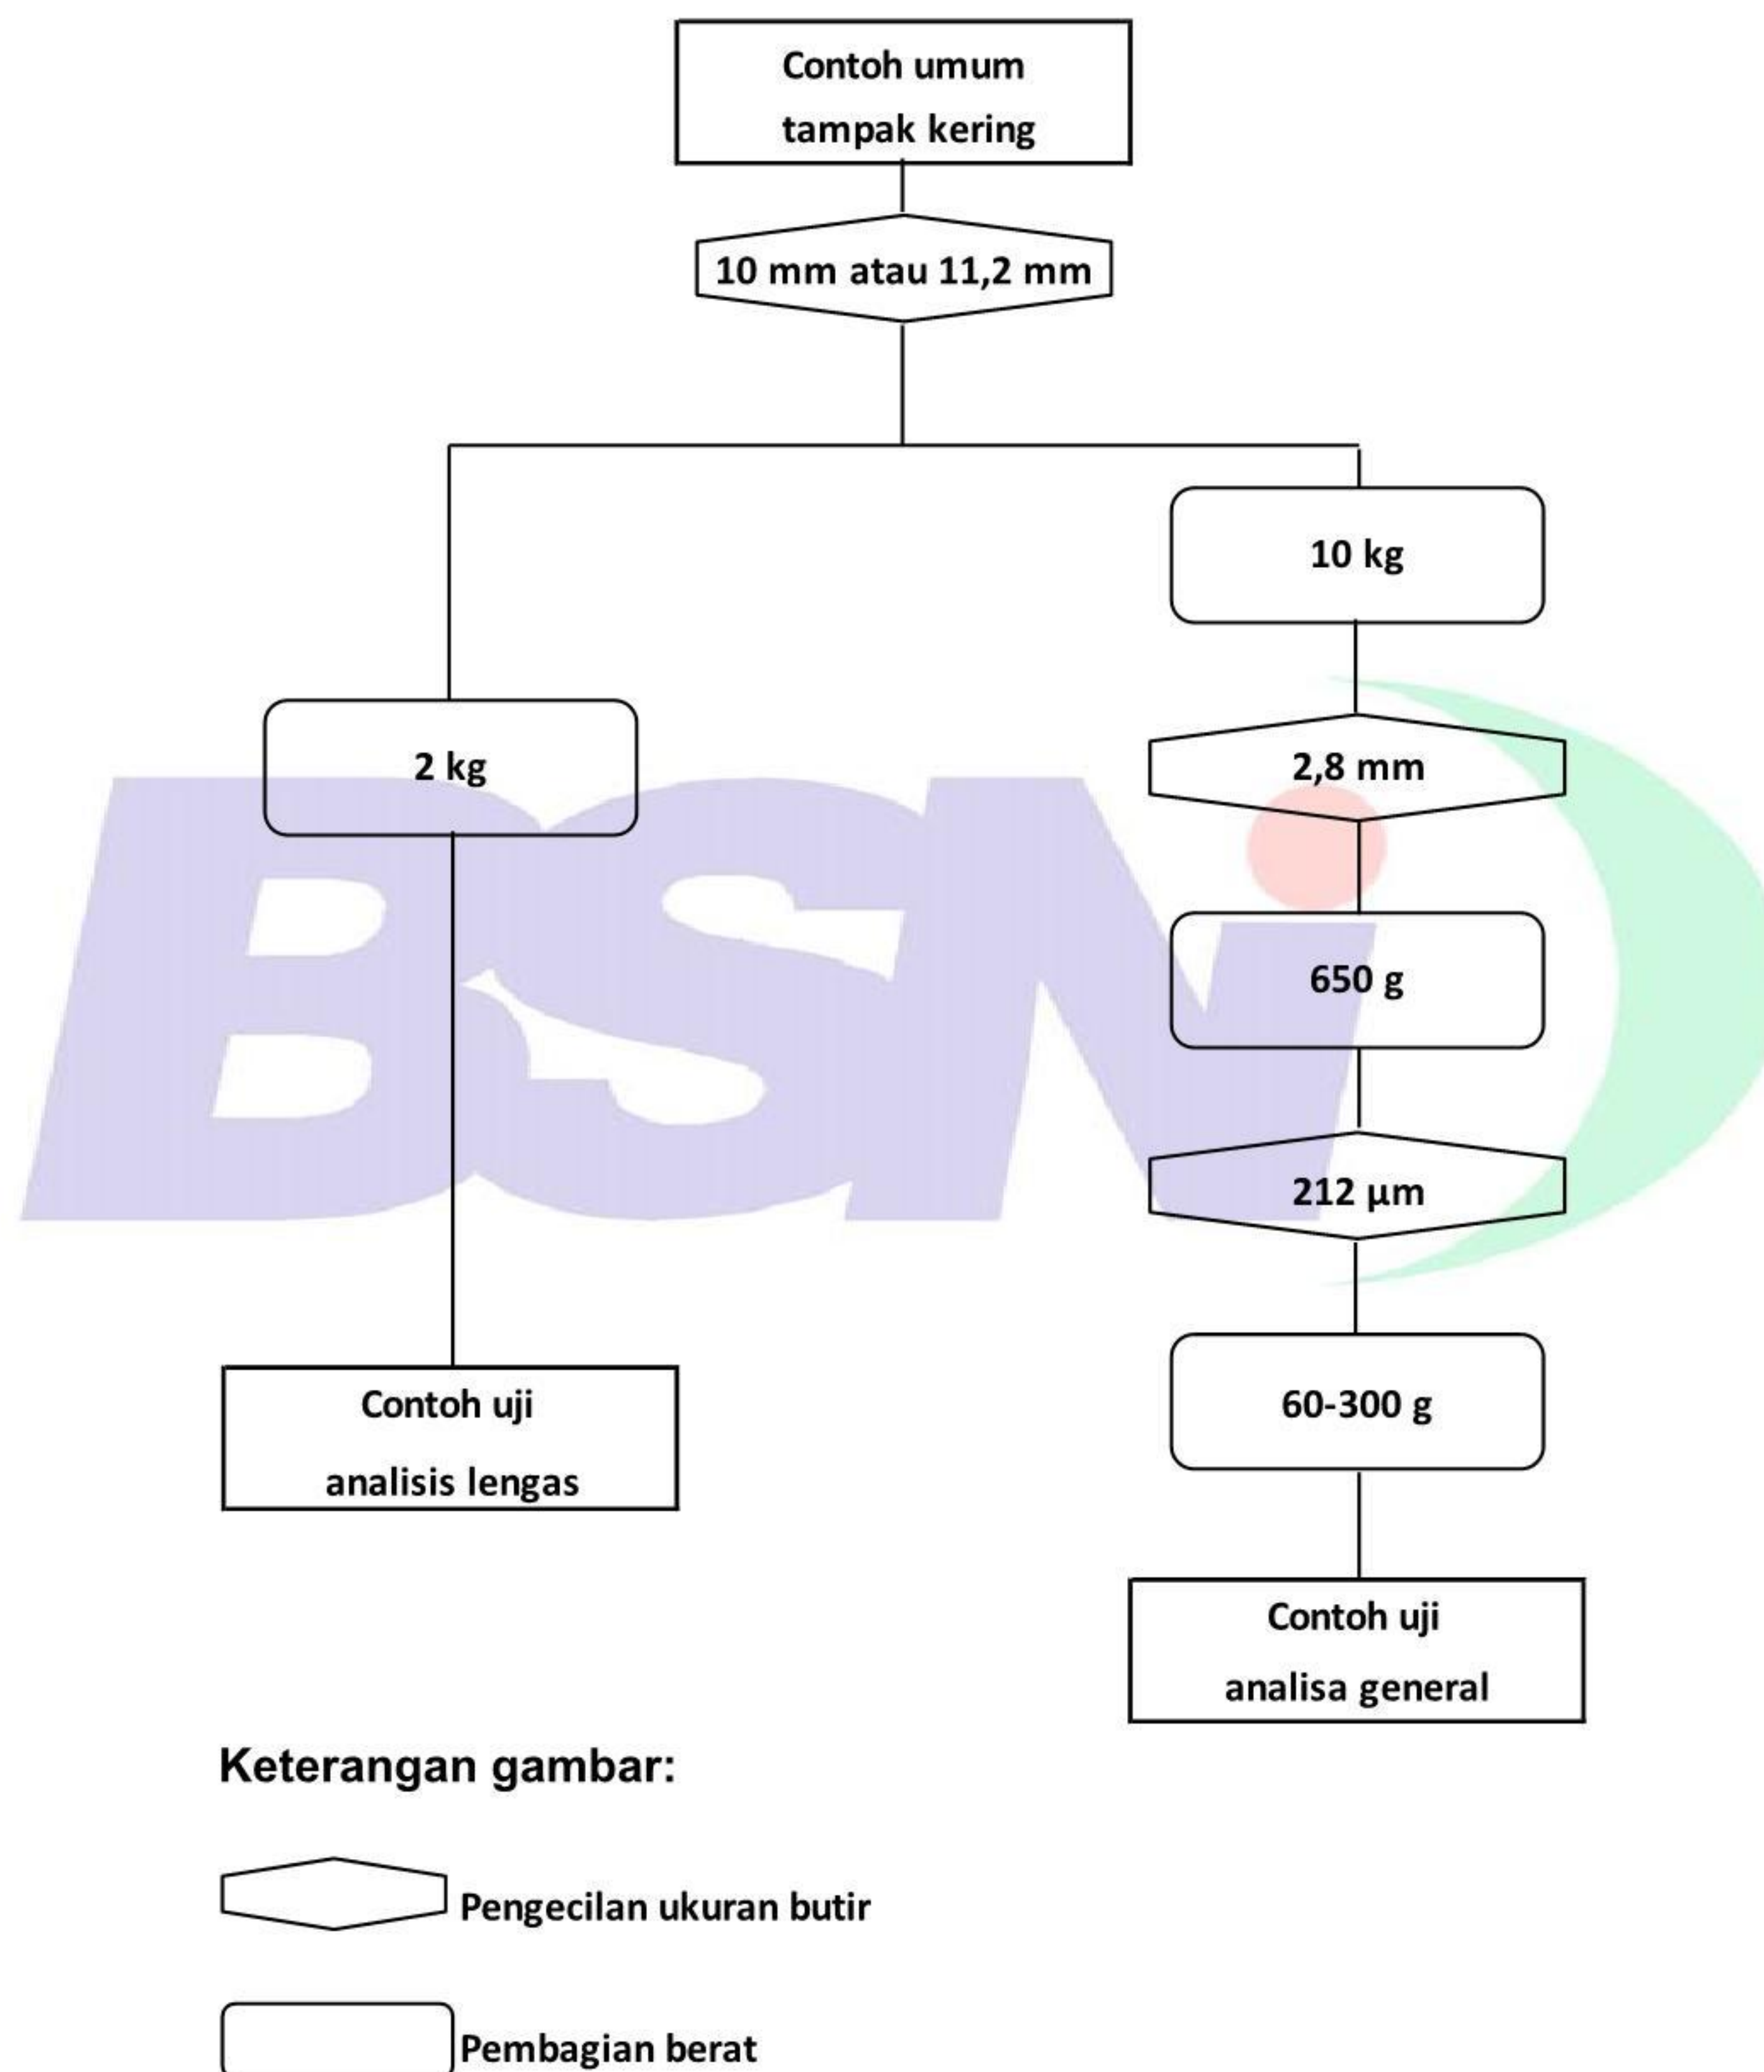 Contoh umum
tampak kering
10 mm atau 11,2 mm
10 kg
2 kg
2,8 mm
BSN
650 g
212 µm
60-300 g
Contoh uji
analisis lengas
Contoh uji
analisa general
Keterangan gambar:
Pengecilan ukuran butir
Pembagian berat